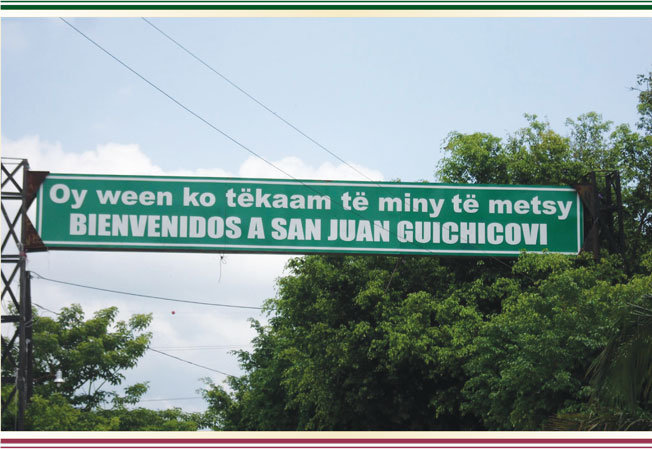 Oy ween ko tëkaam të miny të metsy
BIENVENIDOS A SAN JUAN GUICHICOVI